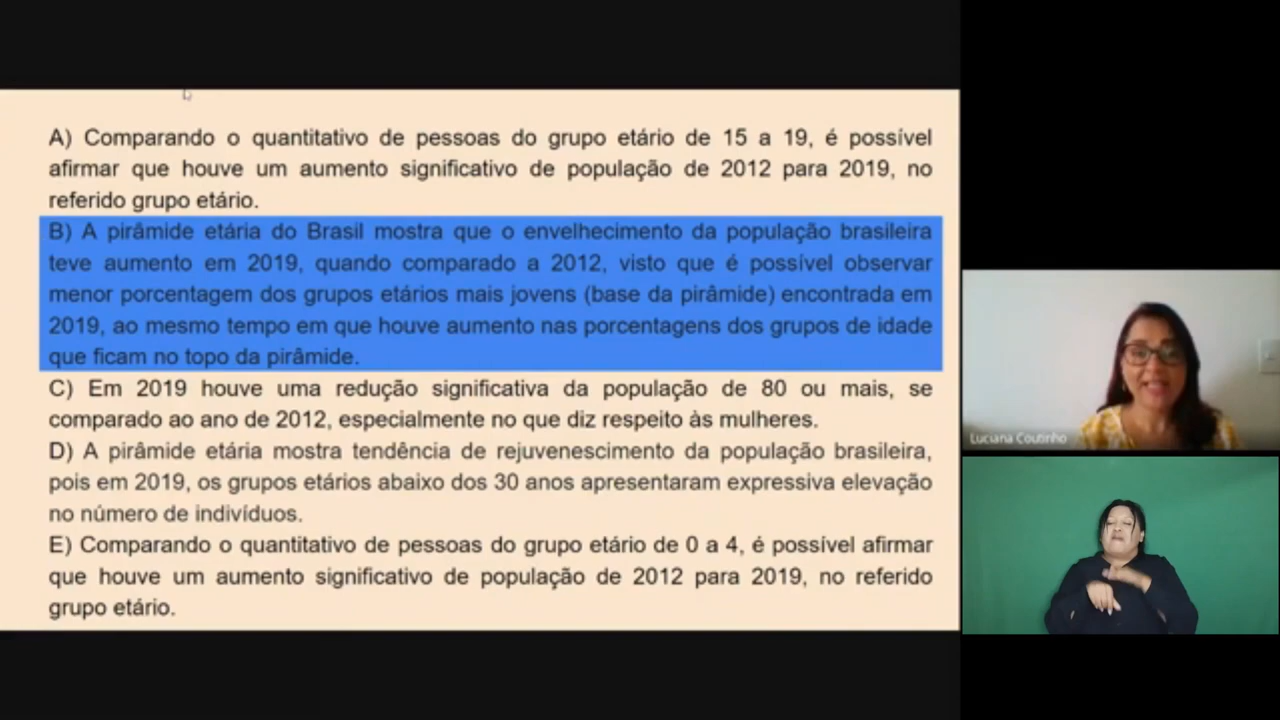 A) Comparando o quantitativo de pessoas do grupo etário de 15 a 19, é possível
afirmar que houve um aumento significativo de população de 2012 para 2019, no
referido grupo etário.
B) A pirâmide etária do Brasil mostra que o envelhecimento da população brasileira
teve aumento em 2019, quando comparado a 2012, visto que é possível observar
menor porcentagem dos grupos etários mais jovens (base da pirâmide) encontrada em
2019, ao mesmo tempo em que houve aumento nas porcentagens dos grupos de idade
que ficam no topo da pirâmide.
C) Em 2019 houve uma redução significativa da população de 80 ou mais, se
comparado ao ano de 2012, especialmente no que diz respeito às mulheres.
D) A pirâmide etária mostra tendência de rejuvenescimento da população brasileira,
pois em 2019, os grupos etários abaixo dos 30 anos apresentaram expressiva elevação
no número de indivíduos.
E) Comparando o quantitativo de pessoas do grupo etário de 0 a 4, é possível afirmar
que houve um aumento significativo de população de 2012 para 2019, no referido
grupo etário.
Luciana Coutinho